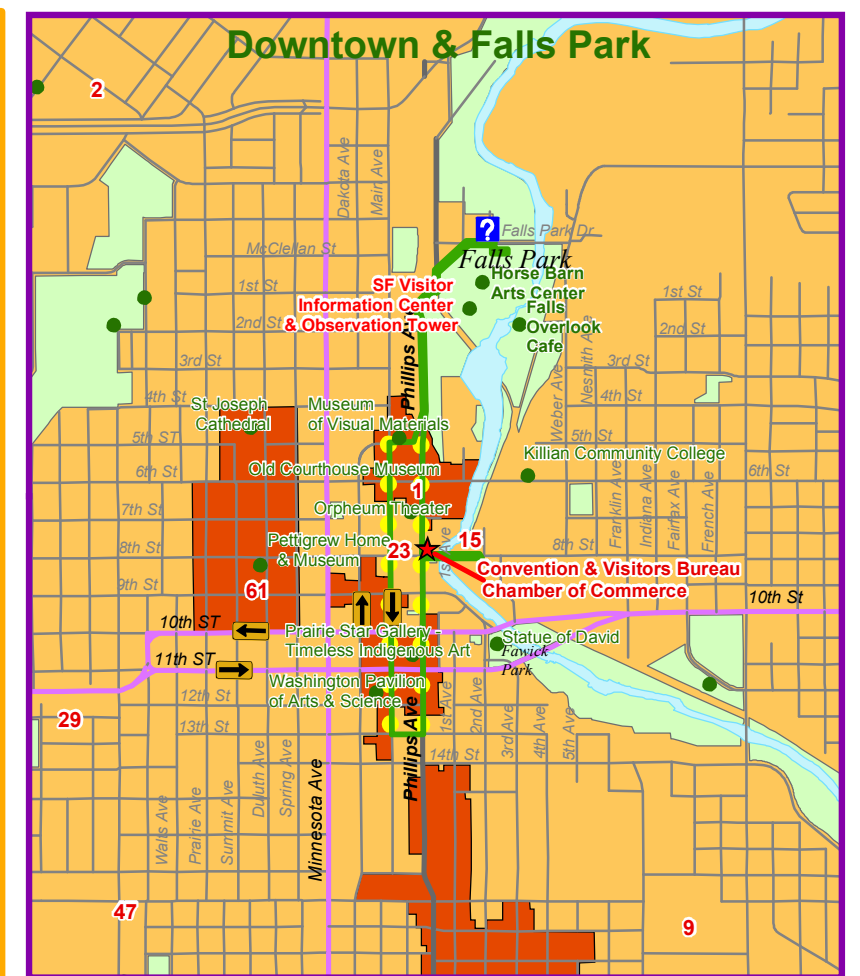 Downtown & Falls Park
2
Dakota Ave
Main Ave
?
Falls Park Dr
McClellan St
Falls Park
SF Visitor
Information Center
& Observation Tower
Horse Barn
Arts Center
Falls
Overlook
Cafe
1st St
2nd St
3rd St
4th St
5th ST
6th St
7th St
8th St
9th St
Phillips Ave
1st St
2nd St
3rd St
4th St
5th St
6th St
8th St
Weber Ave
Nesmith Ave
St Joseph
Cathedral
Museum
of Visual Materials
Old Courthouse Museum
Killian Community College
Franklin Ave
Indiana Ave
Fairfax Ave
French Ave
1
Orpheum Theater
Pettigrew Home
& Museum
23
1st Ave
15
Convention & Visitors Bureau
Chamber of Commerce
61
10th ST
10th St
11th ST
Prairie Star Gallery -
Timeless Indigenous Art
Statue of David
Fawick
Park
Washington Pavilion
of Arts & Science
12th St
13th St
14th St
29
Phillips Ave
1st Ave
2nd Ave
3rd Ave
4th Ave
5th Ave
Walts Ave
Prairie Ave
Summit Ave
Duluth Ave
Spring Ave
Minnesota Ave
47
9